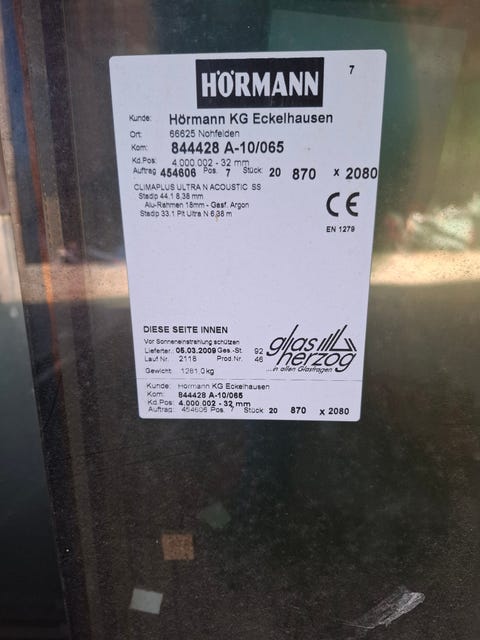 HÖRMANN
7
Kunde: Hörmann KG Eckelhausen
Ort: 66625 Nohfelden
Kom: 844428 A-10/065
Kd.Pos: 4.000.002 - 32 mm
Auftrag 454606 Pos. 7 Stück: 20 870 x 2080
CLIMAPLUS ULTRA N ACOUSTIC SS
Stadip 44.1 8,38 mm
Alu-Rahmen 18mm - Gasf. Argon
Stadip 33.1 Plt Ultra N 6,38 m
CE
EN 1279
DIESE SEITE INNEN
Vor Sonneneinstrahlung schützen
Lieferter. 05.03.2009 Ges.-St: 92
Lauf Nr. 2118 Prod.Nr. 46
Gewicht: 1261,0kg
glas herzog
...in allen Glasfragen
Kunde: Hörmann KG Eckelhausen
Kom: 844428 A-10/065
Kd.Pos: 4.000.002 - 32 mm
Auftrag: 454606 Pos. 7 Stück 20 870 x 2080